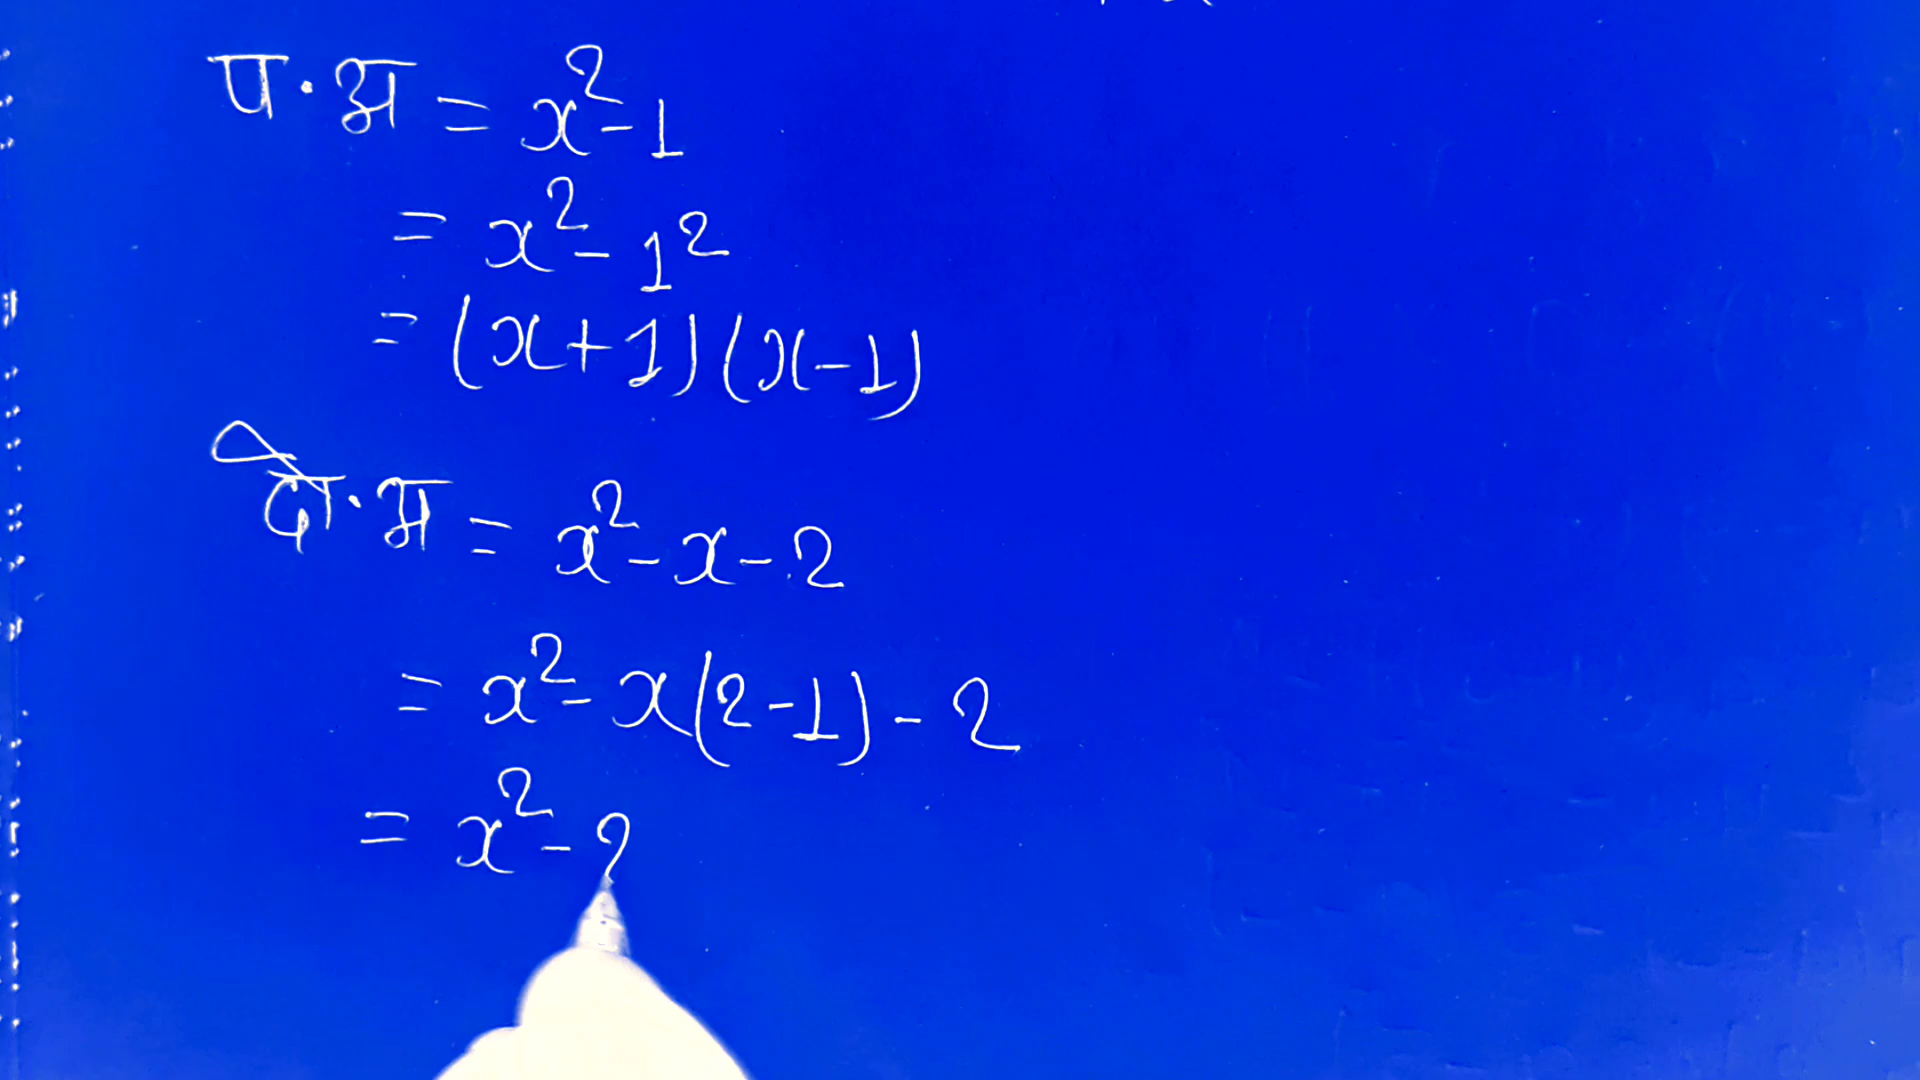 प.अ = x² - 1
= x² - 1²
= (x + 1) (x - 1)
दो.अ = x² - x - 2
= x² - x(2 - 1) - 2
= x² - 2